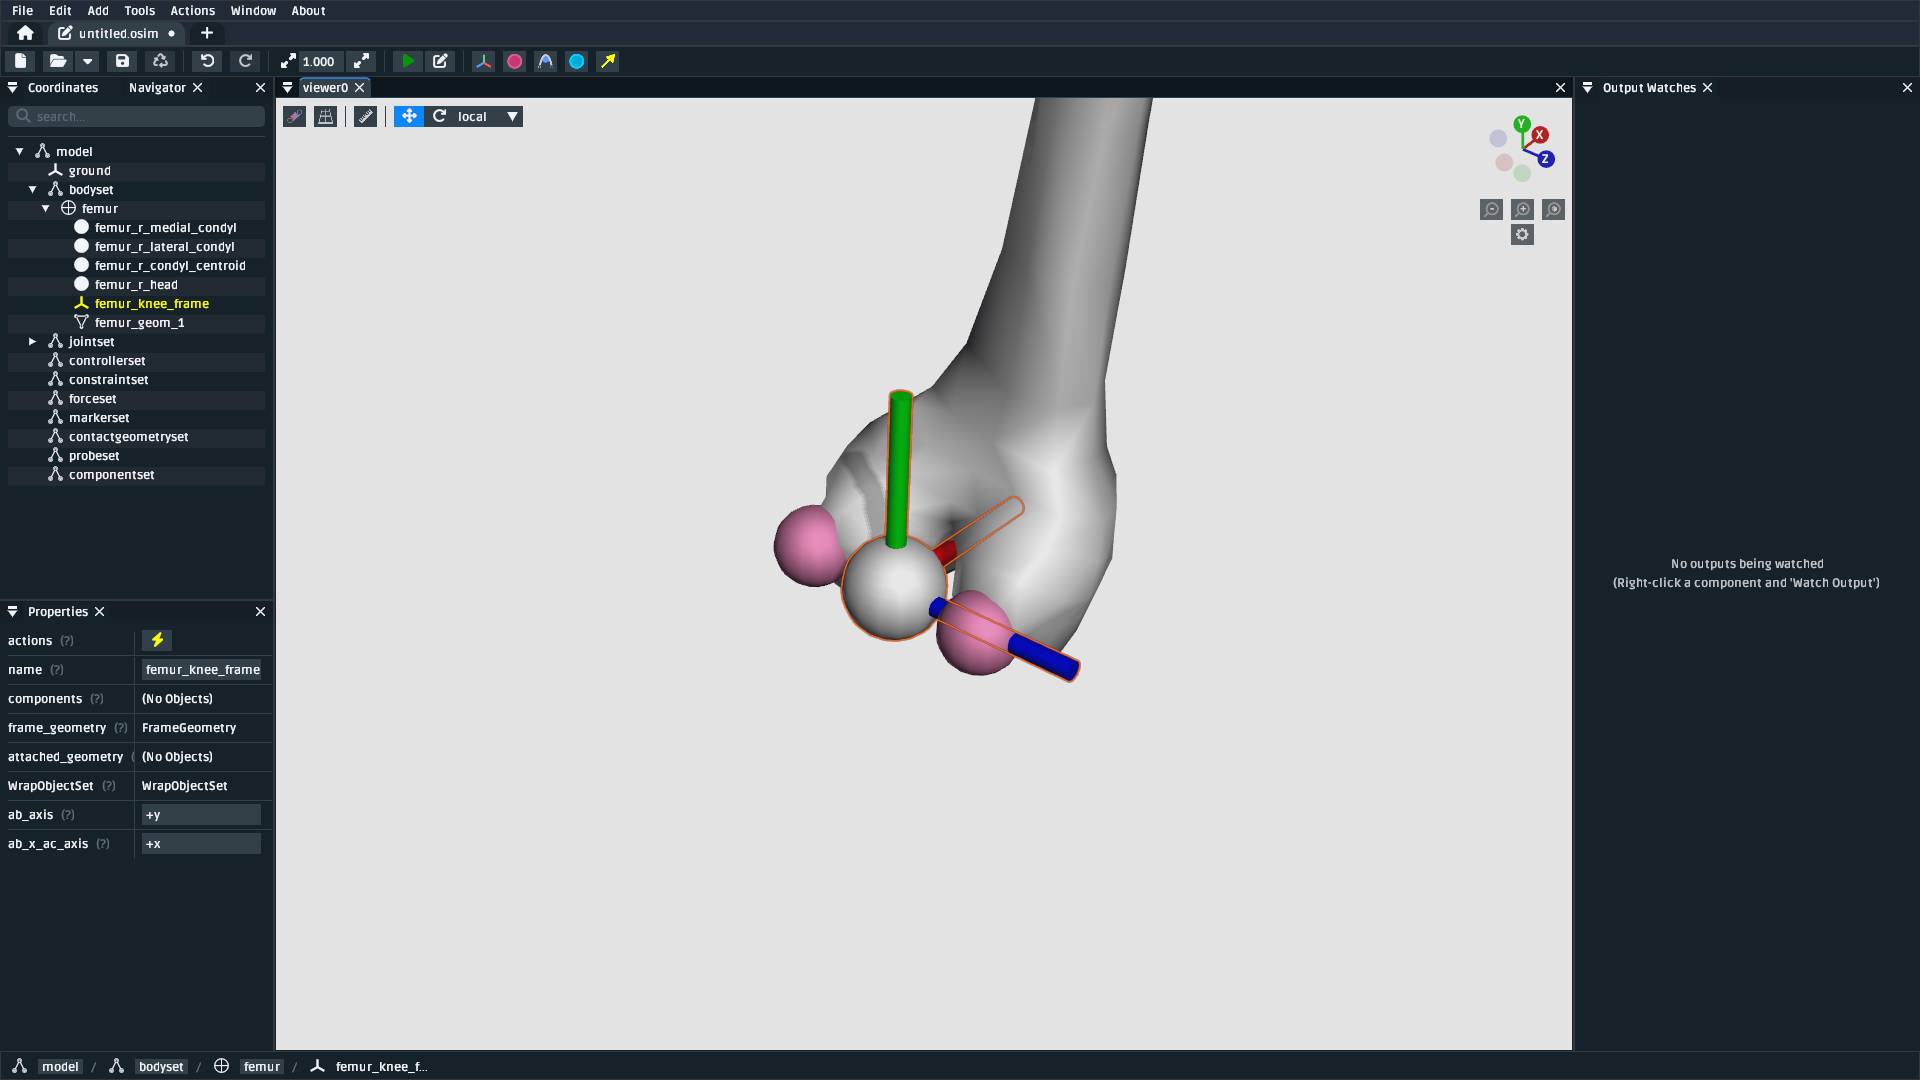 File Edit Add Tools Actions Window About
untitled.osim
1.000
Coordinates Navigator
search...
model
ground
bodyset
femur
femur_r_medial_condyl
femur_r_lateral_condyl
femur_r_condyl_centroid
femur_r_head
femur_knee_frame
femur_geom_1
jointset
controllerset
constraintset
forceset
markerset
contactgeometryset
probeset
componentset
Properties
actions (?)
name (?) femur_knee_frame
components (?) (No Objects)
frame_geometry (?) FrameGeometry
attached_geometry ( (No Objects)
WrapObjectSet (?) WrapObjectSet
ab_axis (?) +y
ab_x_ac_axis (?) +x
viewer0
local
Y
X
Z
Output Watches
No outputs being watched
(Right-click a component and 'Watch Output')
model / bodyset / femur / femur_knee_f...